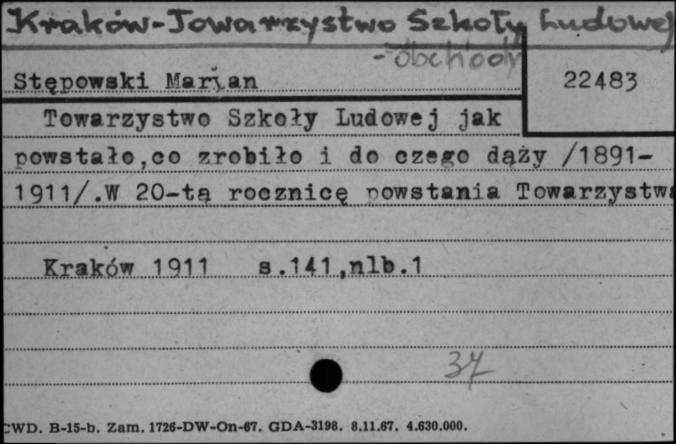 Kraków-Towarzystwo Szkoły Ludowej
- obchody
Stępowski Marjan
22483
Towarzystwo Szkoły Ludowej jak
powstało,co zrobiło i do czego dąży /1891-
1911/.W 20-tą rocznicę powstania Towarzystwa
Kraków 1911 s.141,nlb.1
37
CWD. B-15-b. Zam. 1726-DW-On-67. GDA-3198. 8.11.67. 4.630.000.